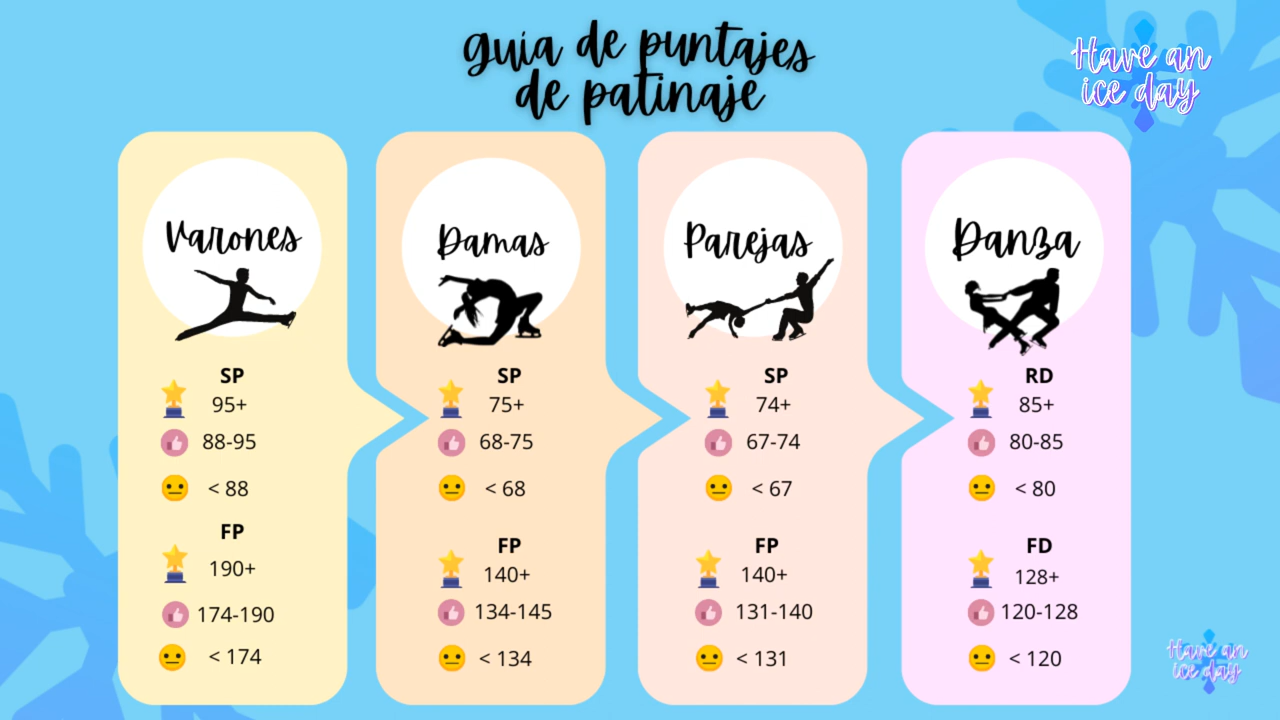 guia de puntajes
de patinaje
Have an
ice day
Varones
SP
95+
88-95
< 88
FP
190+
174-190
< 174
Damas
SP
75+
68-75
< 68
FP
140+
134-145
< 134
Parejas
SP
74+
67-74
< 67
FP
140+
131-140
< 131
Danza
RD
85+
80-85
< 80
FD
128+
120-128
< 120
Have an
ice day